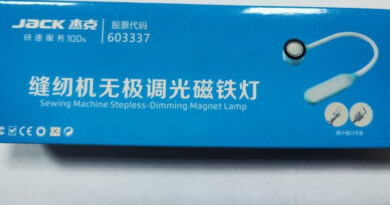 JACK 杰克
快速服务100%
股票代码
603337
缝纫机无极调光磁铁灯
Sewing Machine Stepless-Dimming Magnet Lamp